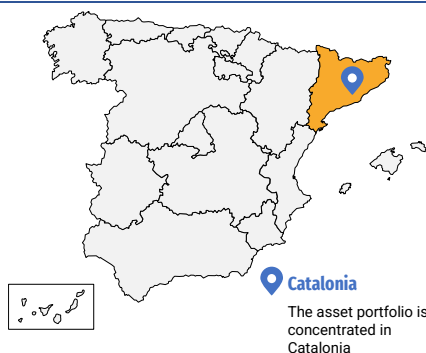 Catalonia
The asset portfolio is
concentrated in
Catalonia